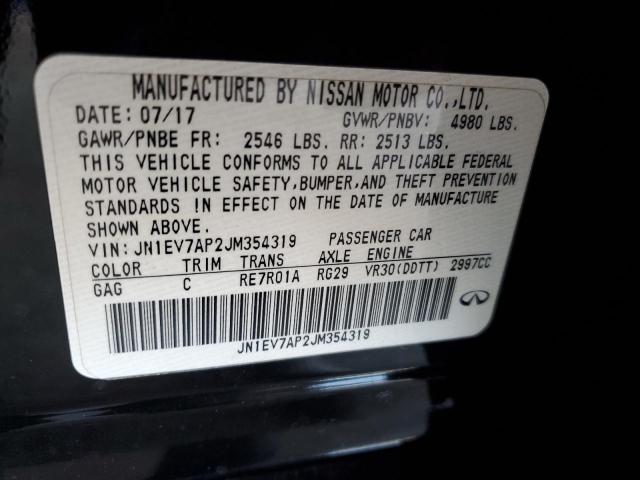 MANUFACTURED BY NISSAN MOTOR CO.,LTD.
DATE: 07/17 GVWR/PNBV: 4980 LBS.
GAWR/PNBE FR: 2546 LBS. RR: 2513 LBS.
THIS VEHICLE CONFORMS TO ALL APPLICABLE FEDERAL
MOTOR VEHICLE SAFETY,BUMPER,AND THEFT PREVENTION
STANDARDS IN EFFECT ON THE DATE OF MANUFACTURE
SHOWN ABOVE.
VIN:JN1EV7AP2JM354319 PASSENGER CAR
COLOR TRIM TRANS AXLE ENGINE
GAG C RE7R01A RG29 VR30(DDTT) 2997CC
JN1EV7AP2JM354319